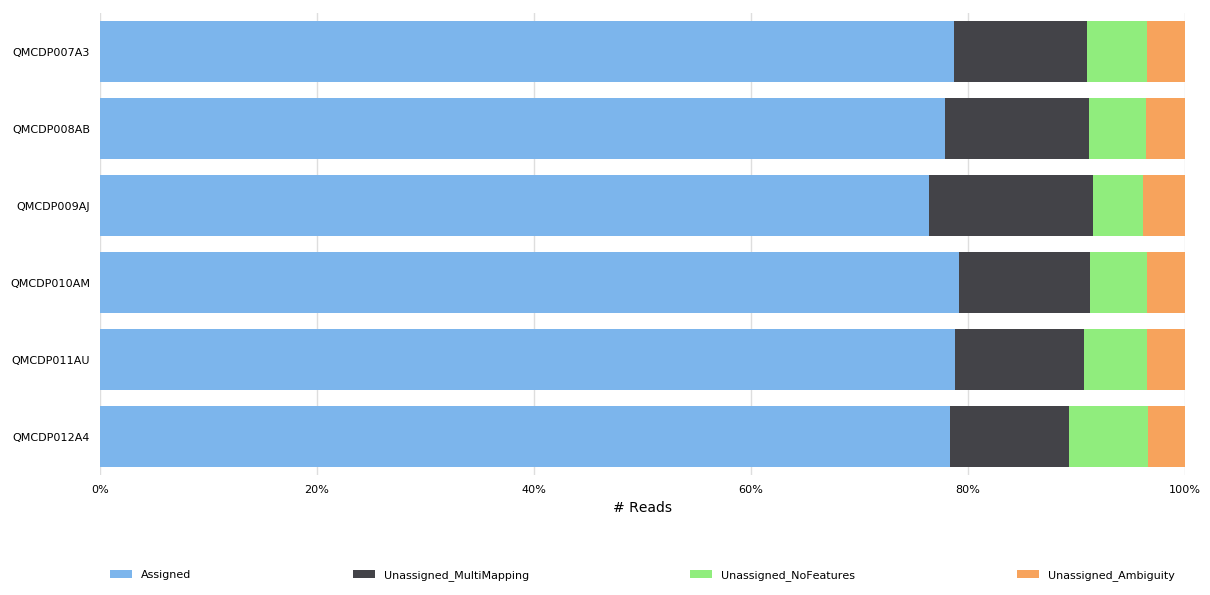 QMCDP007A3
QMCDP008AB
QMCDP009AJ
QMCDP010AM
QMCDP011AU
QMCDP012A4
0% 20% 40% 60% 80% 100%
# Reads
Assigned Unassigned_MultiMapping Unassigned_NoFeatures Unassigned_Ambiguity